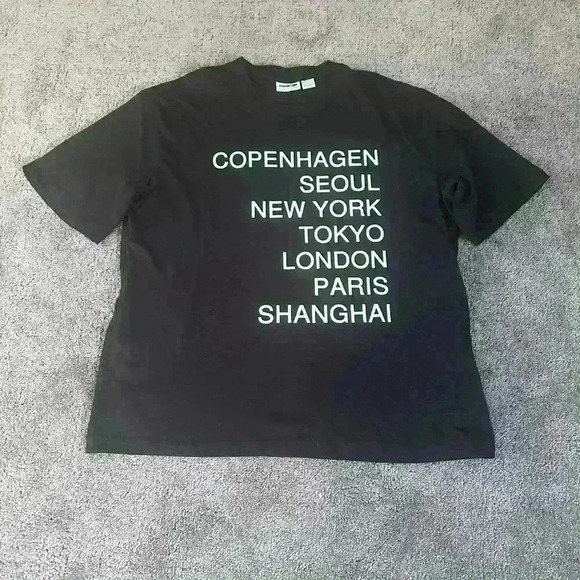 COPENHAGEN
SEOUL
NEW YORK
TOKYO
LONDON
PARIS
SHANGHAI